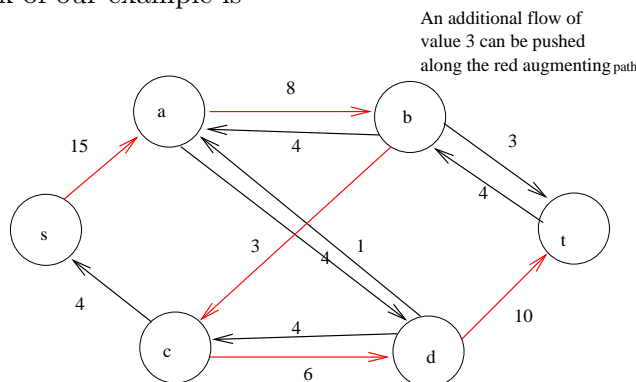 k of our example is
An additional flow of
value 3 can be pushed
along the red augmenting path
8
a
b
4
3
15
4
s
3
4
1
t
4
4
10
c
d
6